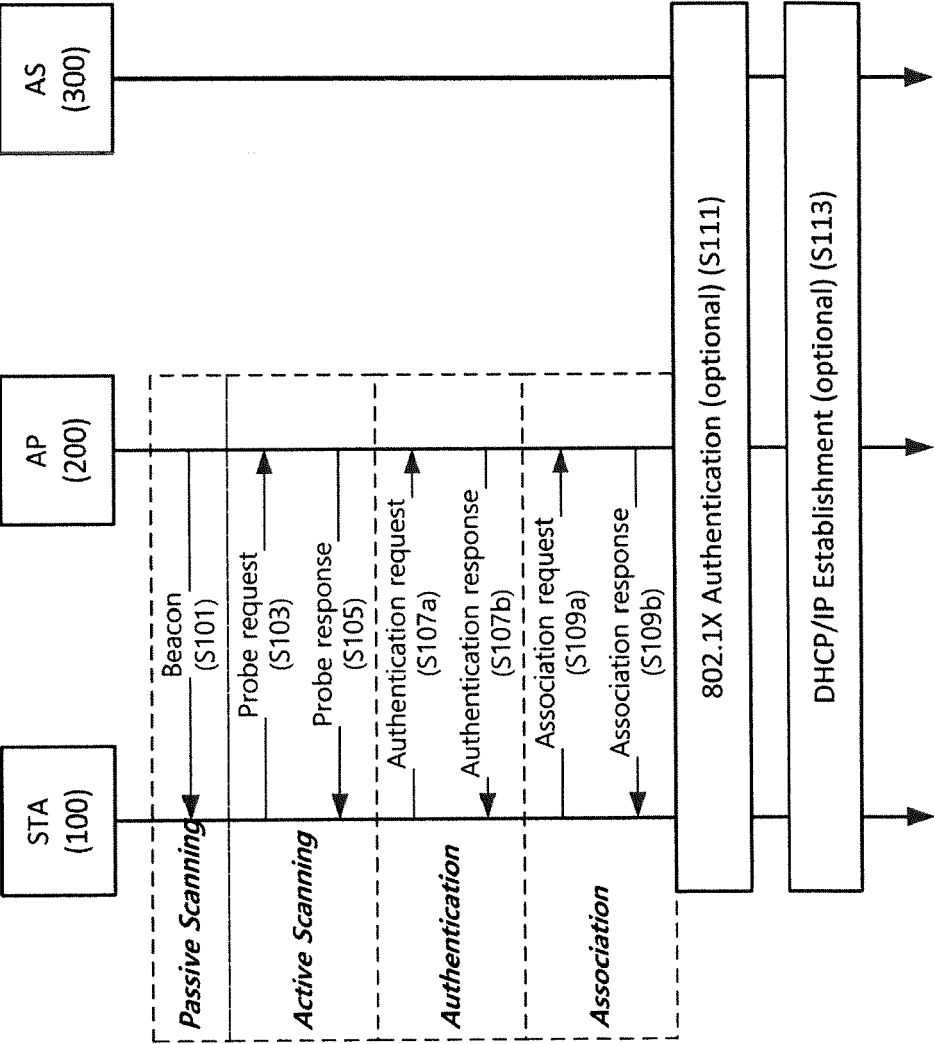 STA
(100)
AP
(200)
AS
(300)
Passive Scanning
Beacon
(S101)
Active Scanning
Probe request
(S103)
Probe response
(S105)
Authentication
Authentication request
(S107a)
Authentication response
(S107b)
Association
Association request
(S109a)
Association response
(S109b)
802.1X Authentication (optional) (S111)
DHCP/IP Establishment (optional) (S113)